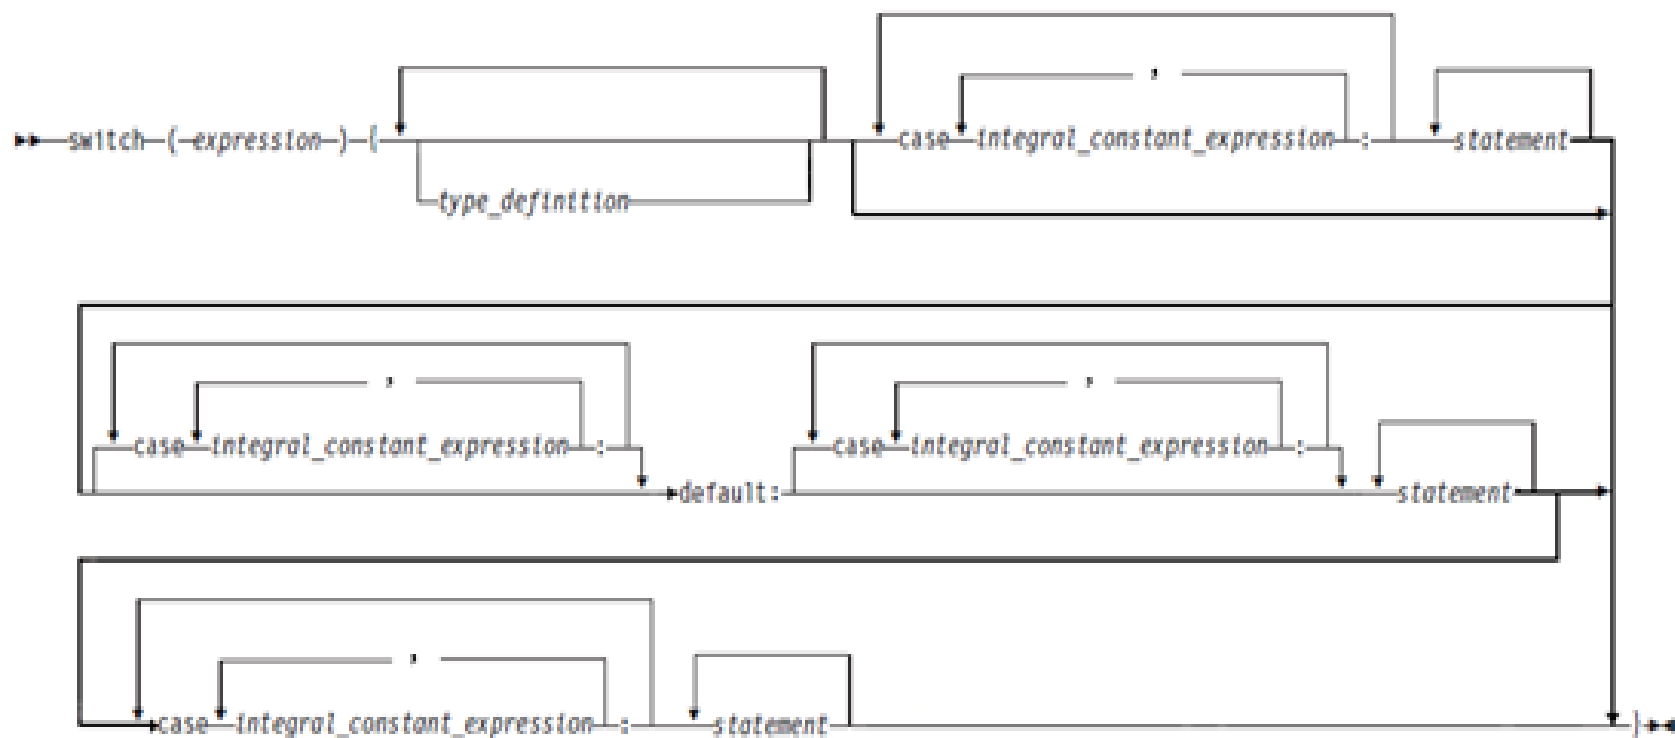 ,
switch ( expression ) { case integral_constant_expression : statement
type_definition
, ,
case integral_constant_expression : case integral_constant_expression :
default: statement
,
case integral_constant_expression : statement }